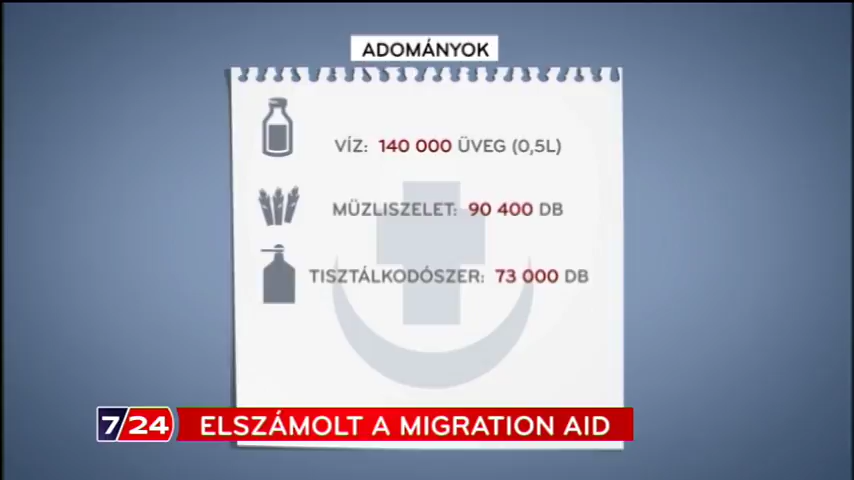 ADOMÁNYOK
VÍZ: 140 000 ÜVEG (0,5L)
MÜZLISZELET: 90 400 DB
TISZTÁLKODÓSZER: 73 000 DB
7/24 ELSZÁMOLT A MIGRATION AID